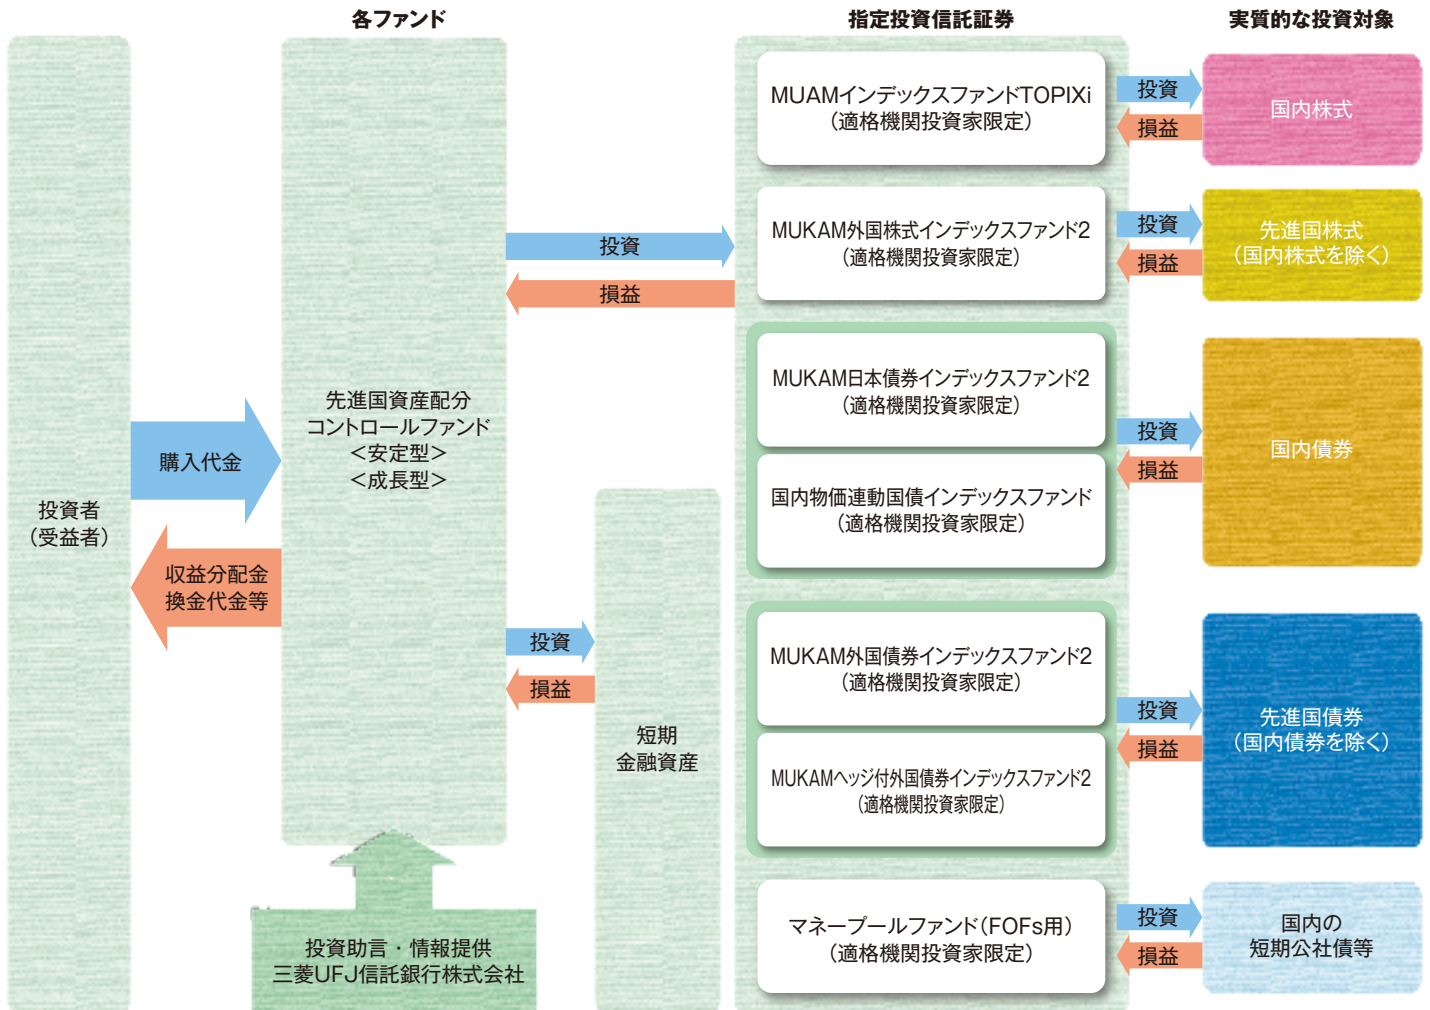 各ファンド
指定投資信託証券
実質的な投資対象
投資者
（受益者）
購入代金
収益分配金
換金代金等
先進国資産配分
コントロールファンド
＜安定型＞
＜成長型＞
投資助言・情報提供
三菱UFJ信託銀行株式会社
投資
損益
投資
損益
短期
金融資産
MUAMインデックスファンドTOPIXi
（適格機関投資家限定）
投資
損益
国内株式
MUKAM外国株式インデックスファンド2
（適格機関投資家限定）
投資
損益
先進国株式
（国内株式を除く）
MUKAM日本債券インデックスファンド2
（適格機関投資家限定）
国内物価連動国債インデックスファンド
（適格機関投資家限定）
投資
損益
国内債券
MUKAM外国債券インデックスファンド2
（適格機関投資家限定）
MUKAMヘッジ付外国債券インデックスファンド2
（適格機関投資家限定）
投資
損益
先進国債券
（国内債券を除く）
マネープールファンド（FOFs用）
（適格機関投資家限定）
投資
損益
国内の
短期公社債等